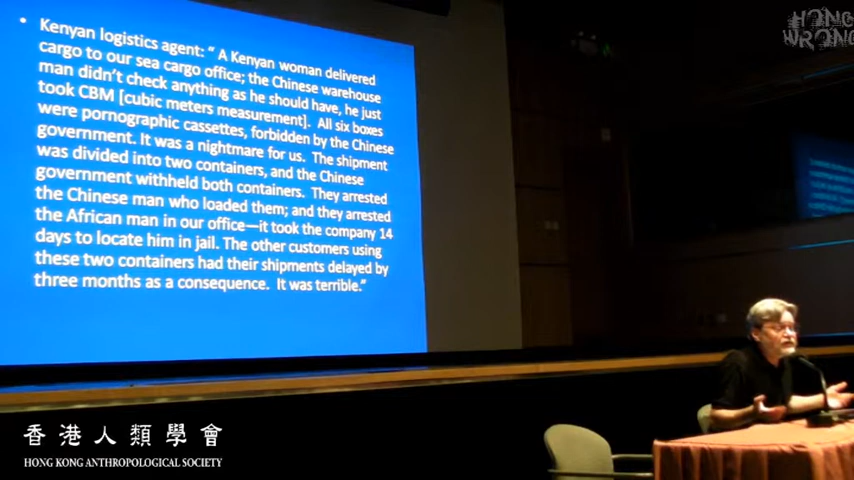 HONG
WRONG
• Kenyan logistics agent: “ A Kenyan woman delivered
cargo to our sea cargo office; the Chinese warehouse
man didn’t check anything as he should have, he just
took CBM [cubic meters measurement]. All six boxes
were pornographic cassettes, forbidden by the Chinese
government. It was a nightmare for us. The shipment
was divided into two containers, and the Chinese
government withheld both containers. They arrested
the Chinese man who loaded them; and they arrested
the African man in our office—it took the company 14
days to locate him in jail. The other customers using
these two containers had their shipments delayed by
three months as a consequence. It was terrible.”
香港人類學會
HONG KONG ANTHROPOLOGICAL SOCIETY